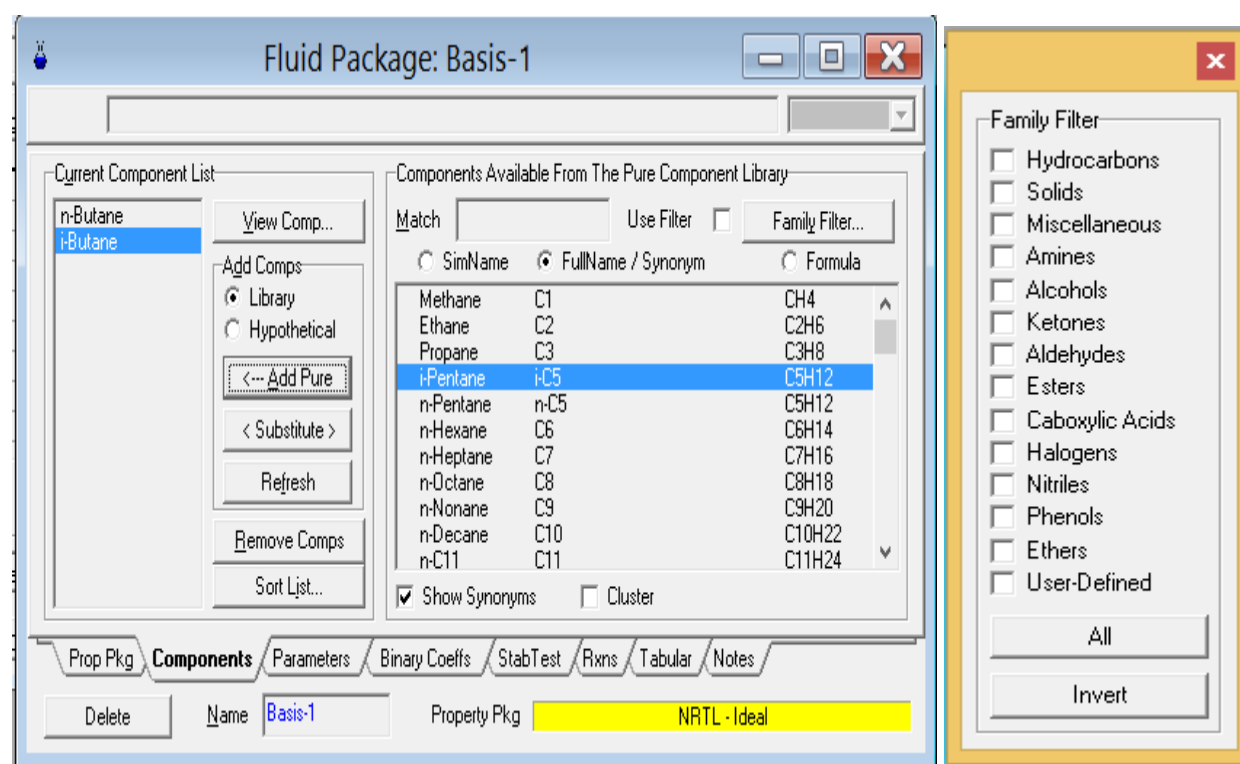 Fluid Package: Basis-1
Current Component List
n-Butane
i-Butane
View Comp...
Add Comps
Library
Hypothetical
<--- Add Pure
< Substitute >
Refresh
Remove Comps
Sort List...
Components Available From The Pure Component Library
Match Use Filter Family Filter...
SimName FullName / Synonym Formula
Methane C1 CH4
Ethane C2 C2H6
Propane C3 C3H8
i-Pentane i-C5 C5H12
n-Pentane n-C5 C5H12
n-Hexane C6 C6H14
n-Heptane C7 C7H16
n-Octane C8 C8H18
n-Nonane C9 C9H20
n-Decane C10 C10H22
n-C11 C11 C11H24
Show Synonyms Cluster
Prop Pkg Components Parameters Binary Coeffs StabTest Rxns Tabular Notes
Delete Name Basis-1 Property Pkg NRTL - Ideal
Family Filter
Hydrocarbons
Solids
Miscellaneous
Amines
Alcohols
Ketones
Aldehydes
Esters
Caboxylic Acids
Halogens
Nitriles
Phenols
Ethers
User-Defined
All
Invert